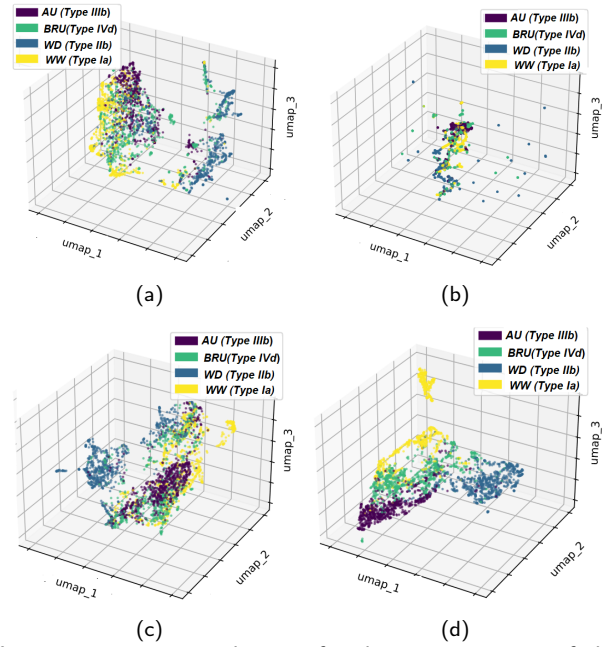 AU (Type IIIb)
BRU(Type IVd)
WD (Type IIb)
WW (Type Ia)
umap_1
umap_2
umap_3
(a)
AU (Type IIIb)
BRU(Type IVd)
WD (Type IIb)
WW (Type Ia)
umap_1
umap_2
umap_3
(b)
AU (Type IIIb)
BRU(Type IVd)
WD (Type IIb)
WW (Type Ia)
umap_1
umap_2
umap_3
(c)
AU (Type IIIb)
BRU(Type IVd)
WD (Type IIb)
WW (Type Ia)
umap_1
umap_2
umap_3
(d)